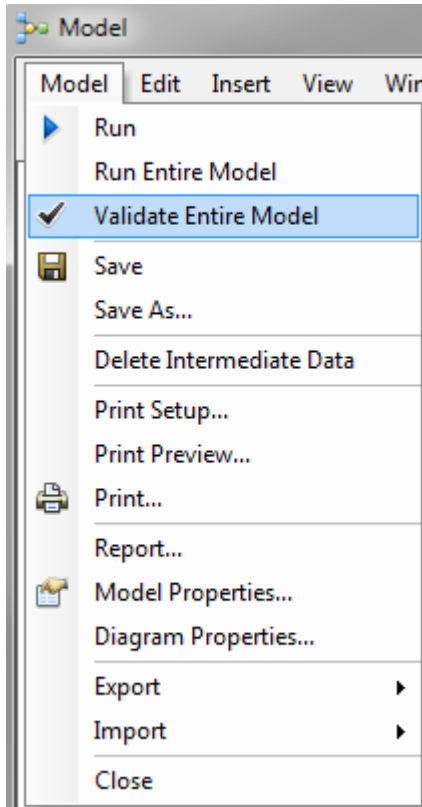 Model
Model Edit Insert View
Run
Run Entire Model
Validate Entire Model
Save
Save As...
Delete Intermediate Data
Print Setup...
Print Preview...
Print...
Report...
Model Properties...
Diagram Properties...
Export
Import
Close